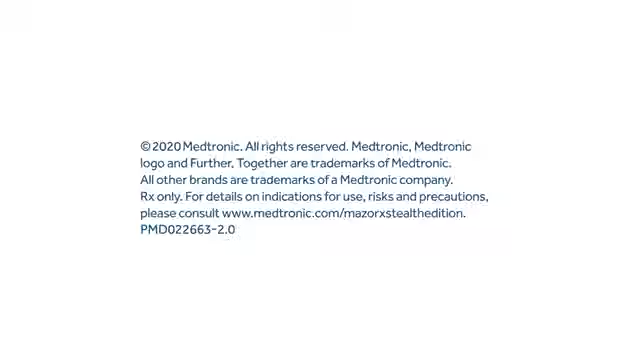 ©2020 Medtronic. All rights reserved. Medtronic, Medtronic
logo and Further, Together are trademarks of Medtronic.
All other brands are trademarks of a Medtronic company.
Rx only. For details on indications for use, risks and precautions,
please consult www.medtronic.com/mazorxstealthedition.
PMD022663-2.0